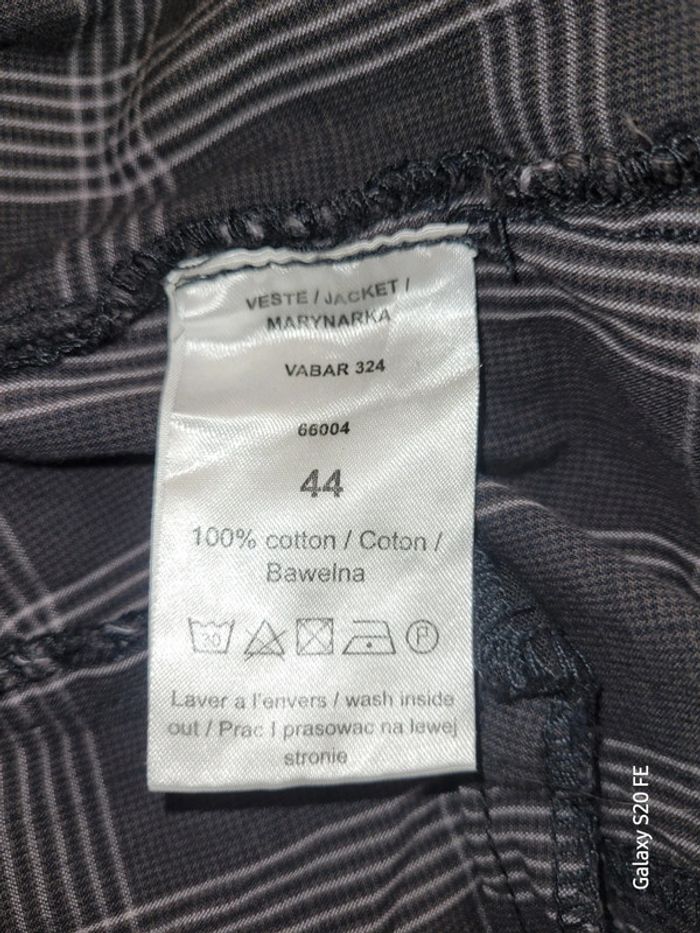 VESTE / JACKET /
MARYNARKA
VABAR 324
66004
44
100% cotton / Coton /
Bawelna
30
P
Laver a l'envers / wash inside
out / Prac I prasowac na lewej
stronie
Galaxy S20 FE